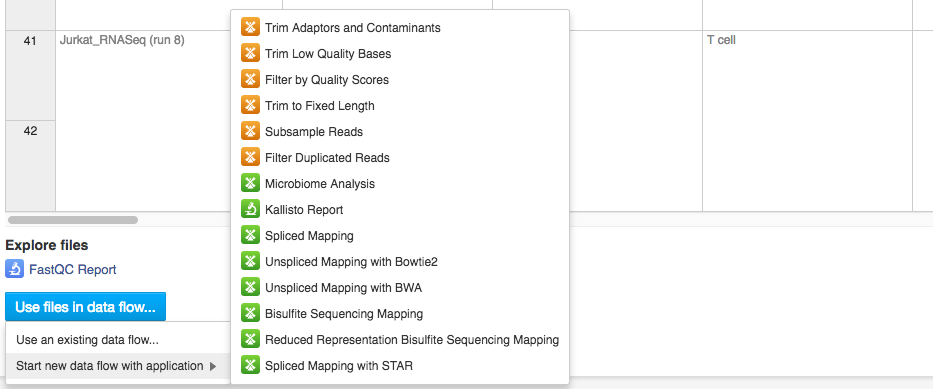 41
Jurkat_RNASeq (run 8)
T cell
42
Explore files
FastQC Report
Use files in data flow...
Use an existing data flow...
Start new data flow with application
Trim Adaptors and Contaminants
Trim Low Quality Bases
Filter by Quality Scores
Trim to Fixed Length
Subsample Reads
Filter Duplicated Reads
Microbiome Analysis
Kallisto Report
Spliced Mapping
Unspliced Mapping with Bowtie2
Unspliced Mapping with BWA
Bisulfite Sequencing Mapping
Reduced Representation Bisulfite Sequencing Mapping
Spliced Mapping with STAR